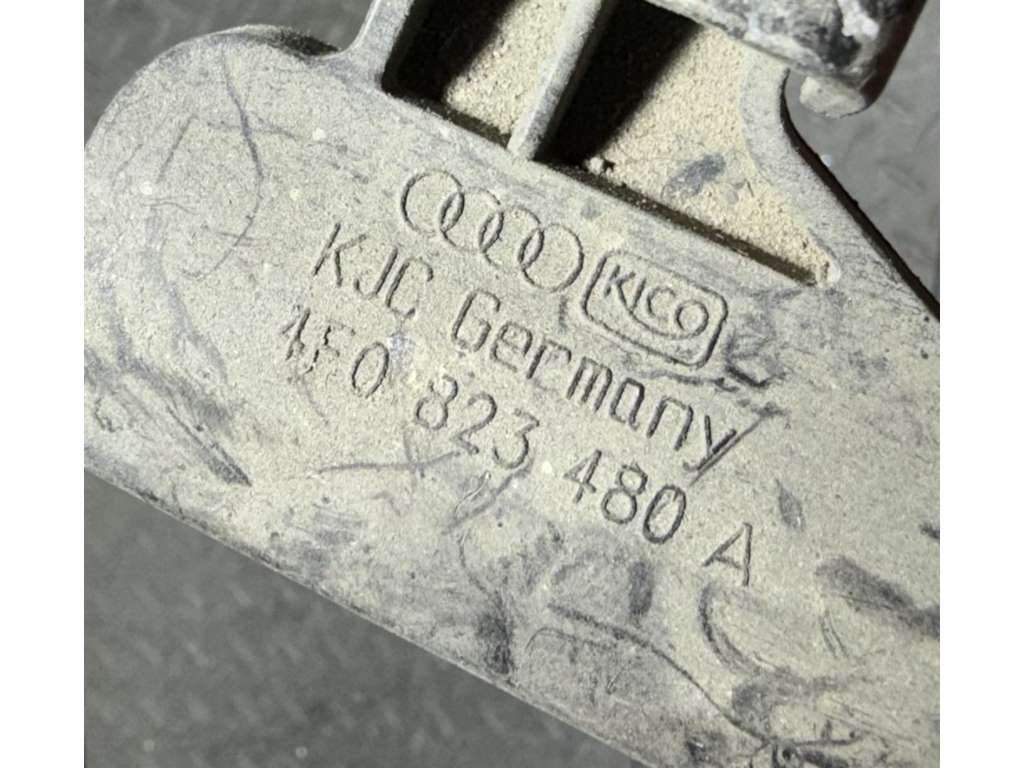 KICO
KJC Germany
4F0 823 480 A